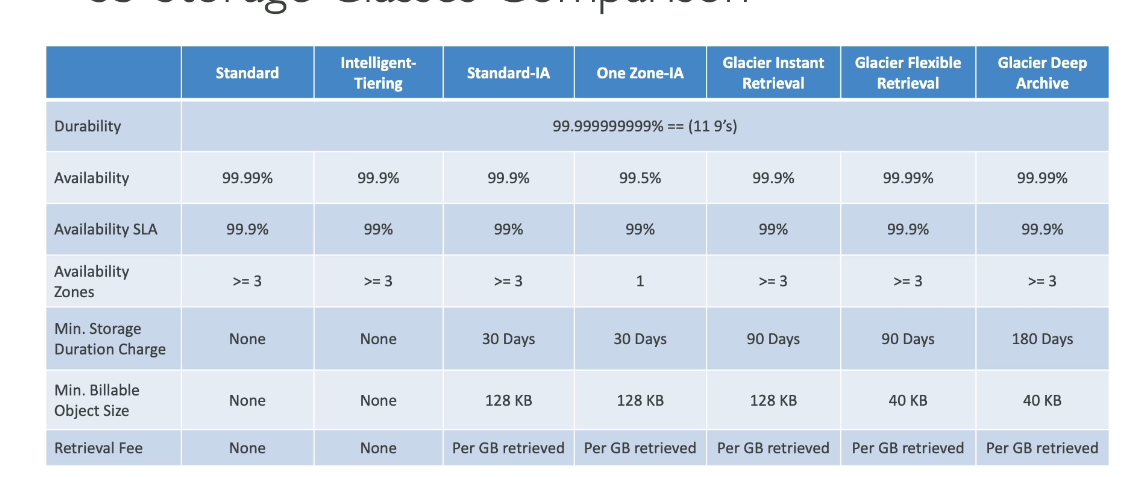 S3 Storage Classes Comparison
Standard
Intelligent-
Tiering
Standard-IA
One Zone-IA
Glacier Instant
Retrieval
Glacier Flexible
Retrieval
Glacier Deep
Archive
Durability
99.999999999% == (11 9’s)
Availability
99.99%
99.9%
99.9%
99.5%
99.9%
99.99%
99.99%
Availability SLA
99.9%
99%
99%
99%
99%
99.9%
99.9%
Availability
Zones
>= 3
>= 3
>= 3
1
>= 3
>= 3
>= 3
Min. Storage
Duration Charge
None
None
30 Days
30 Days
90 Days
90 Days
180 Days
Min. Billable
Object Size
None
None
128 KB
128 KB
128 KB
40 KB
40 KB
Retrieval Fee
None
None
Per GB retrieved
Per GB retrieved
Per GB retrieved
Per GB retrieved
Per GB retrieved